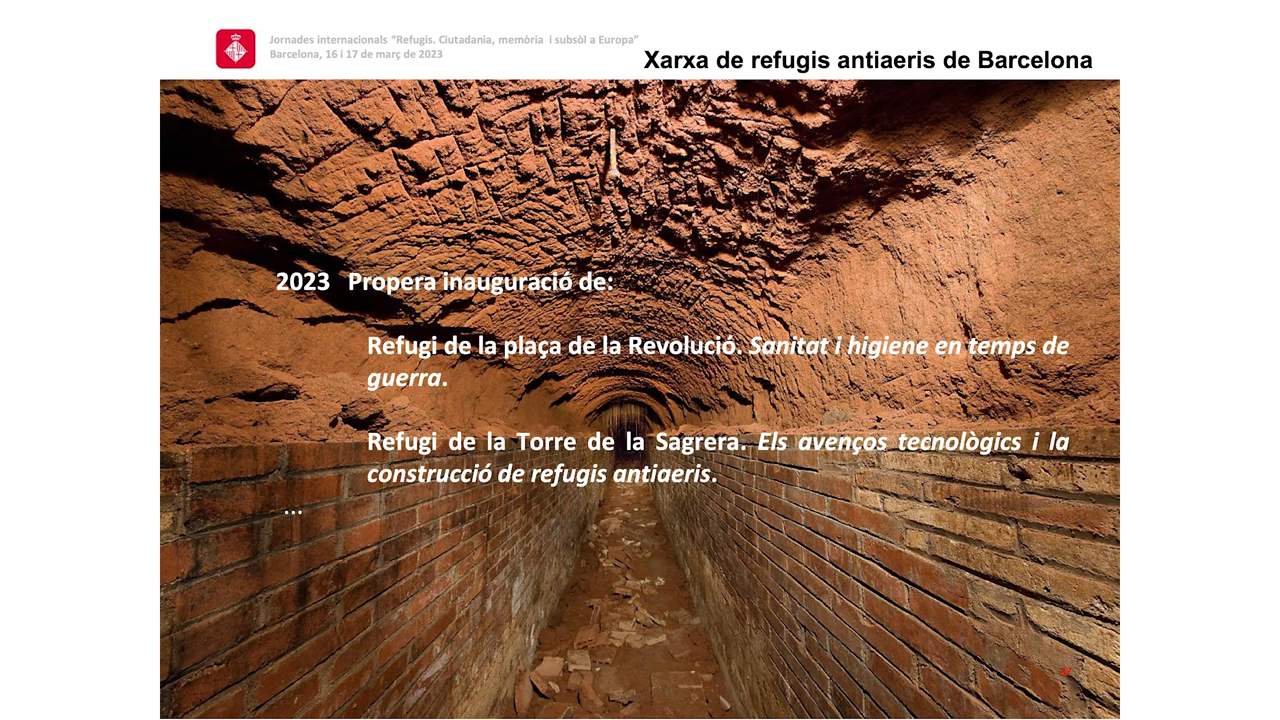 Jornades internacionals “Refugis. Ciutadania, memòria i subsòl a Europa”
Barcelona, 16 i 17 de març de 2023
Xarxa de refugis antiaeris de Barcelona
2023 Propera inauguració de:
Refugi de la plaça de la Revolució. Sanitat i higiene en temps de
guerra.
Refugi de la Torre de la Sagrera. Els avenços tecnològics i la
construcció de refugis antiaeris.
...